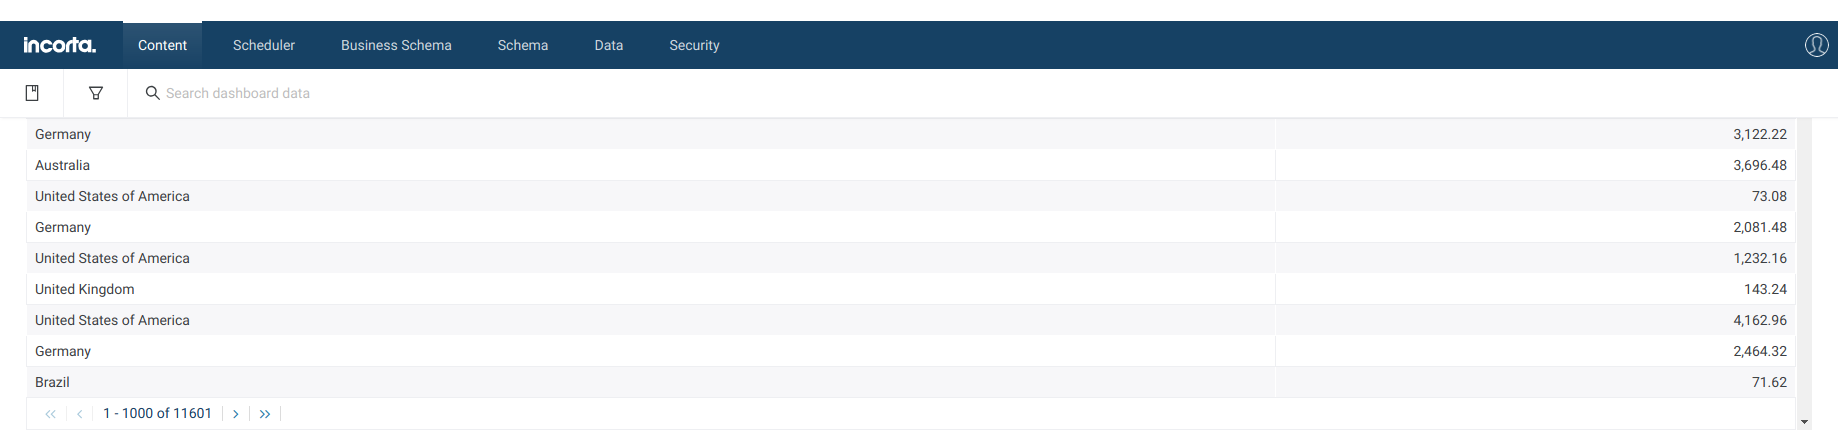 incorta. Content Scheduler Business Schema Schema Data Security
Search dashboard data
Germany 3,122.22
Australia 3,696.48
United States of America 73.08
Germany 2,081.48
United States of America 1,232.16
United Kingdom 143.24
United States of America 4,162.96
Germany 2,464.32
Brazil 71.62
1 - 1000 of 11601